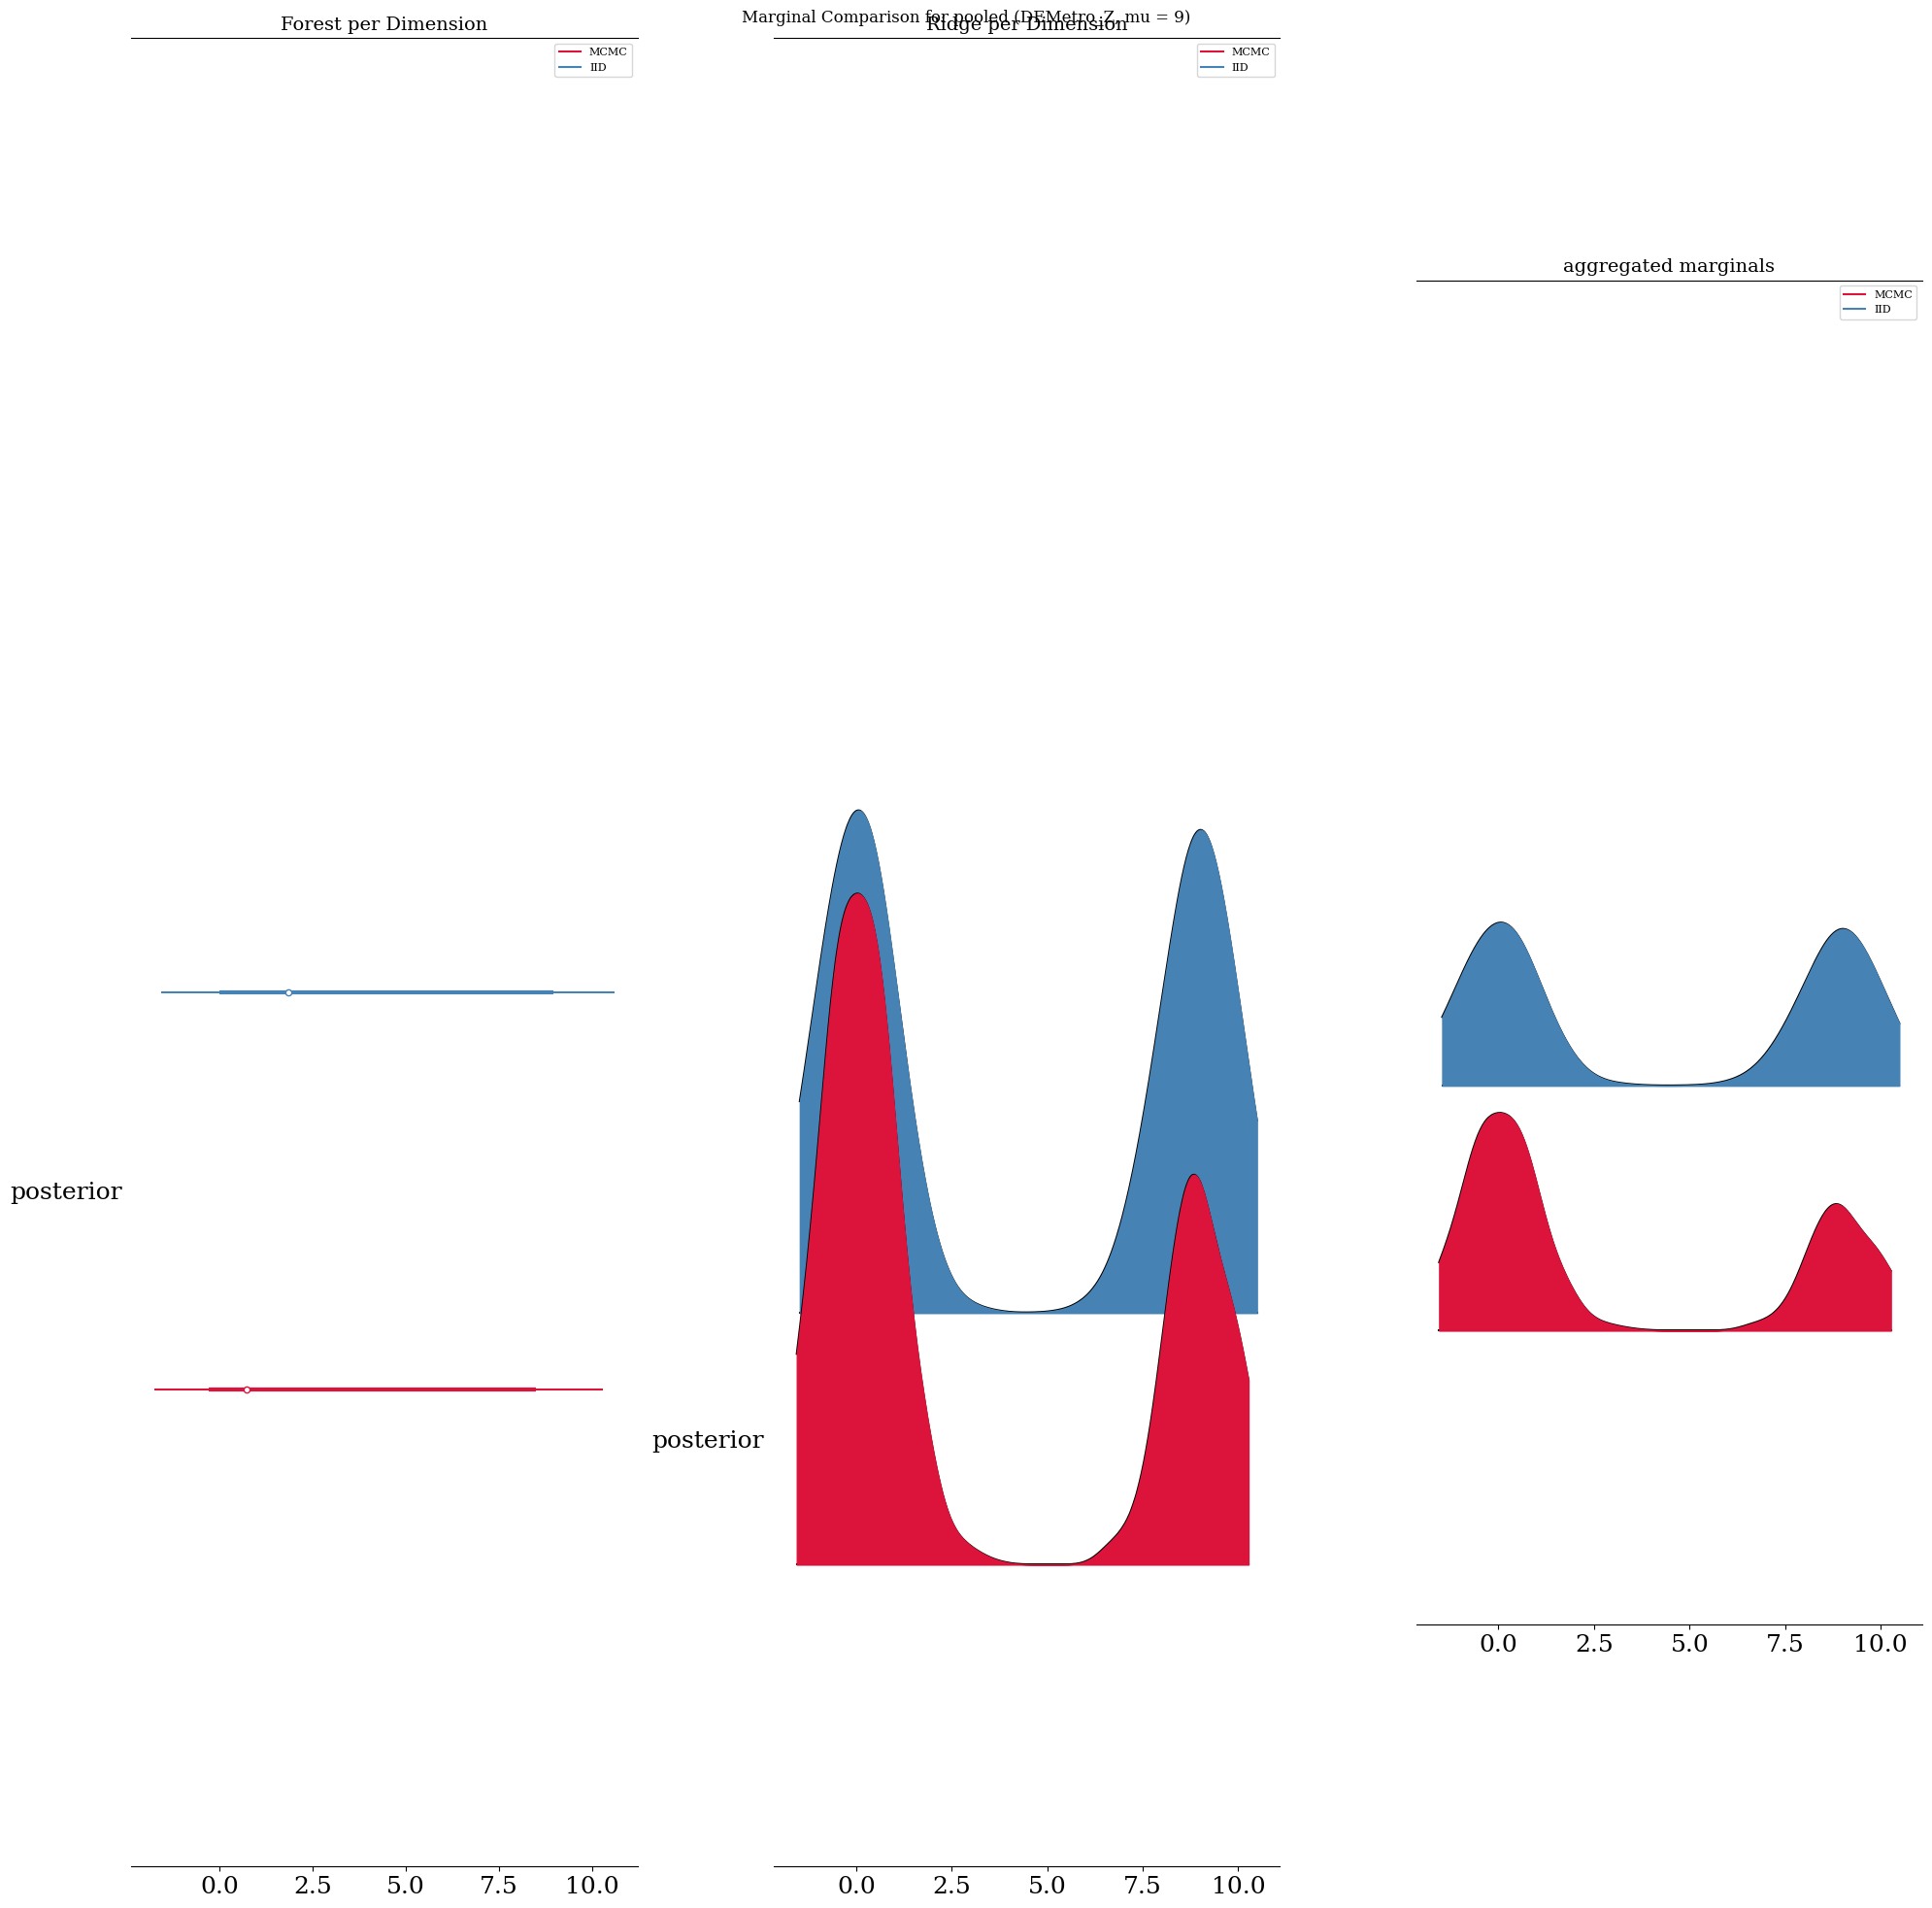 Marginal Comparison for pooled (DEMetro_Z, mu = 9)
Forest per Dimension
MCMC
IID
posterior
0.0 2.5 5.0 7.5 10.0
Ridge per Dimension
MCMC
IID
posterior
0.0 2.5 5.0 7.5 10.0
aggregated marginals
MCMC
IID
0.0 2.5 5.0 7.5 10.0